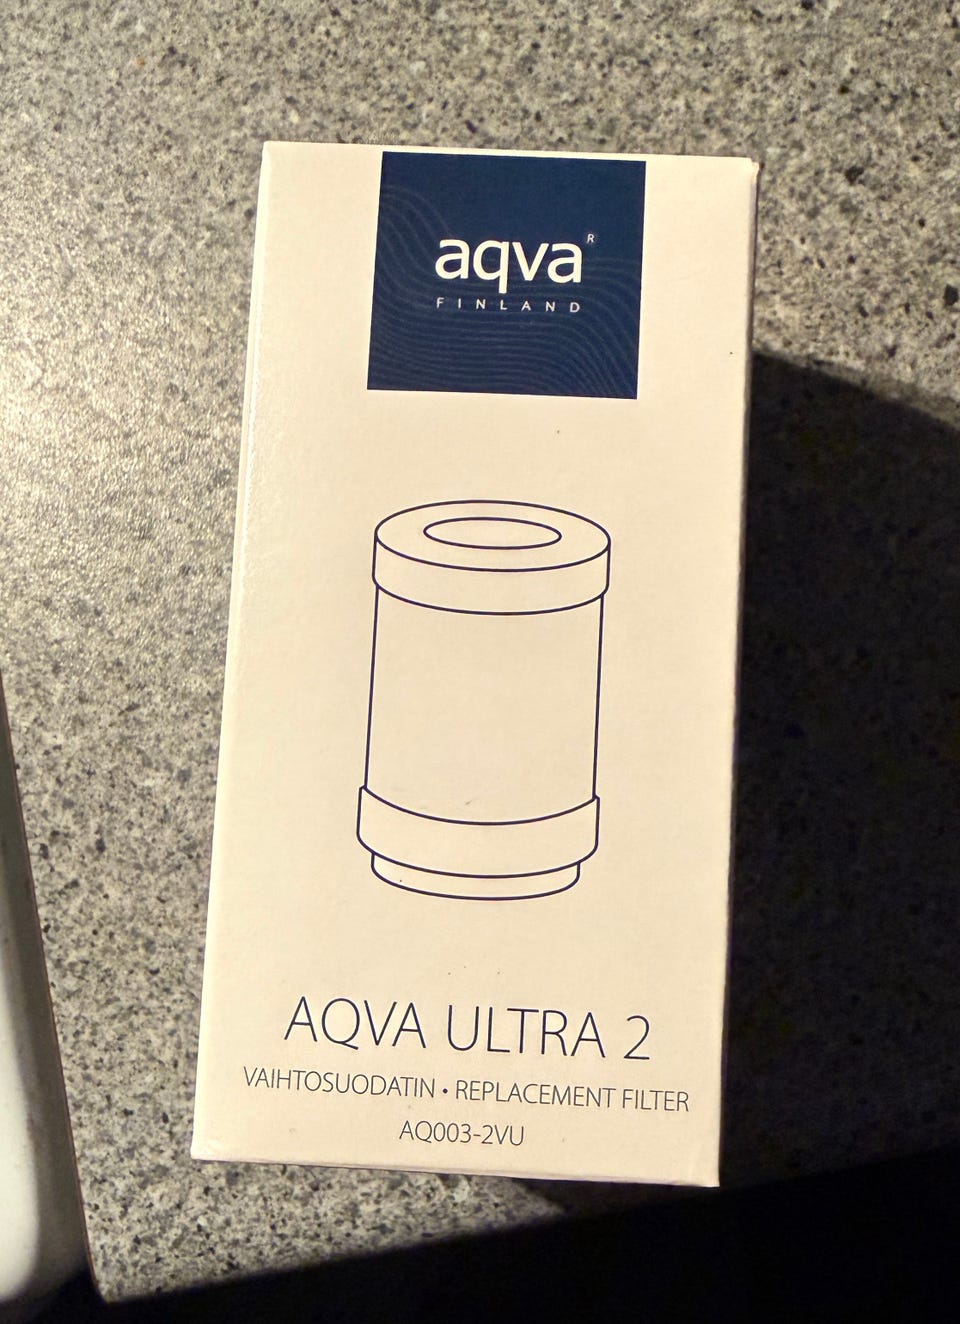 aqva®
FINLAND
AQVA ULTRA 2
VAIHTOSUODATIN • REPLACEMENT FILTER
AQ003-2VU